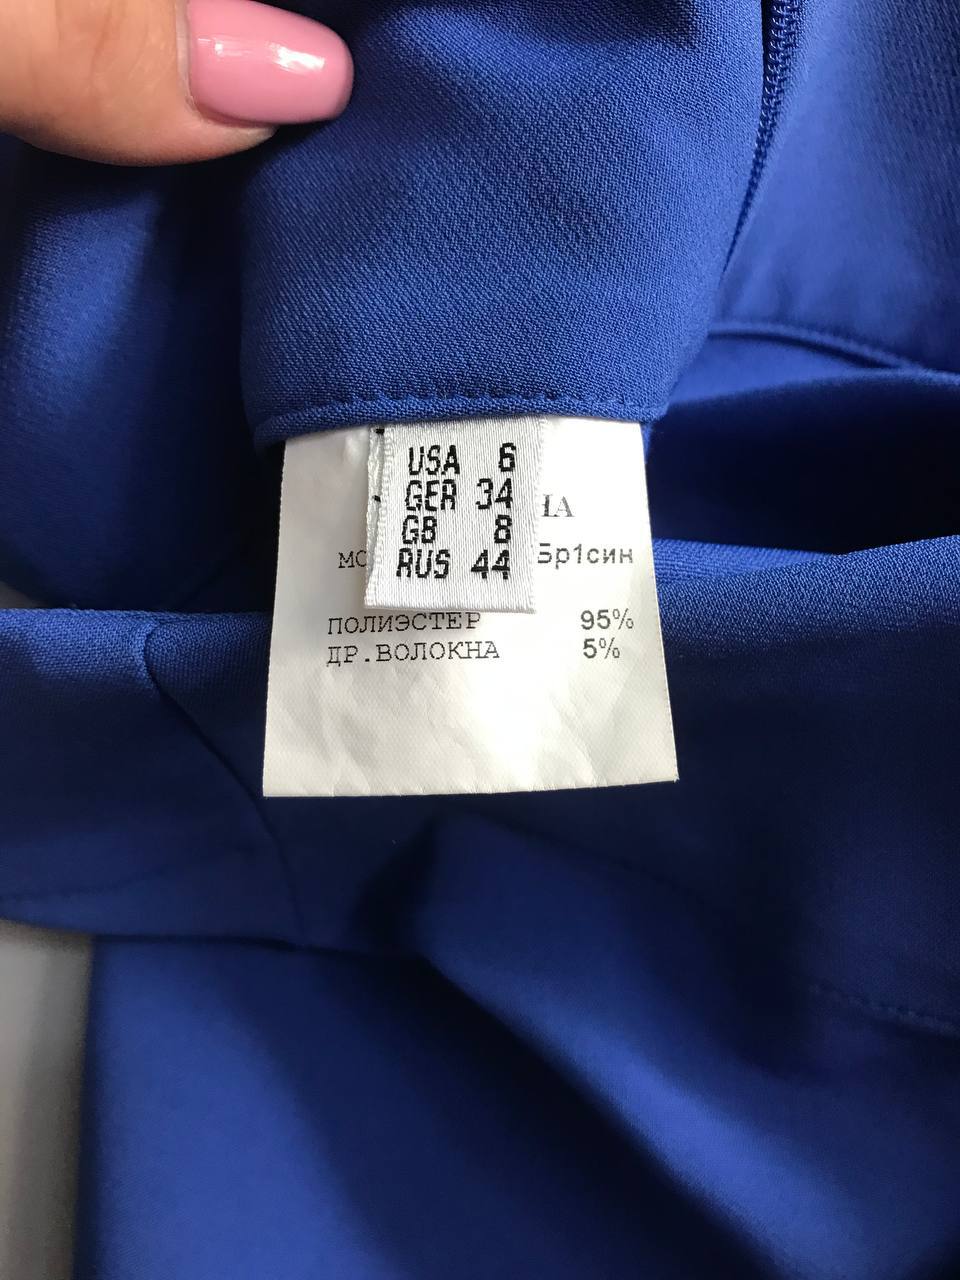 USA 6
GER 34
GB 8
RUS 44
ПОЛИЭСТЕР 95%
ДР.ВОЛОКНА 5%